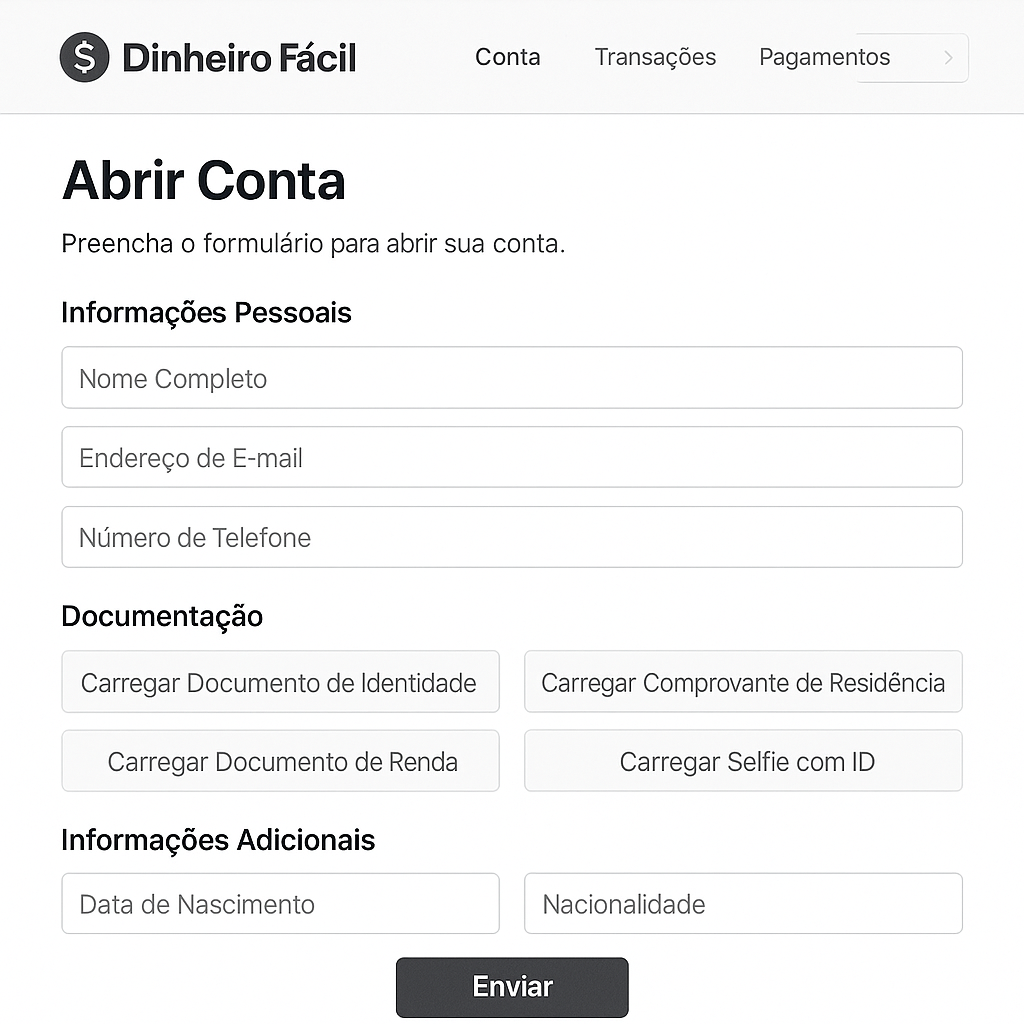 $ Dinheiro Fácil
Conta Transações Pagamentos
Abrir Conta
Preencha o formulário para abrir sua conta.
Informações Pessoais
Nome Completo
Endereço de E-mail
Número de Telefone
Documentação
Carregar Documento de Identidade
Carregar Comprovante de Residência
Carregar Documento de Renda
Carregar Selfie com ID
Informações Adicionais
Data de Nascimento
Nacionalidade
Enviar